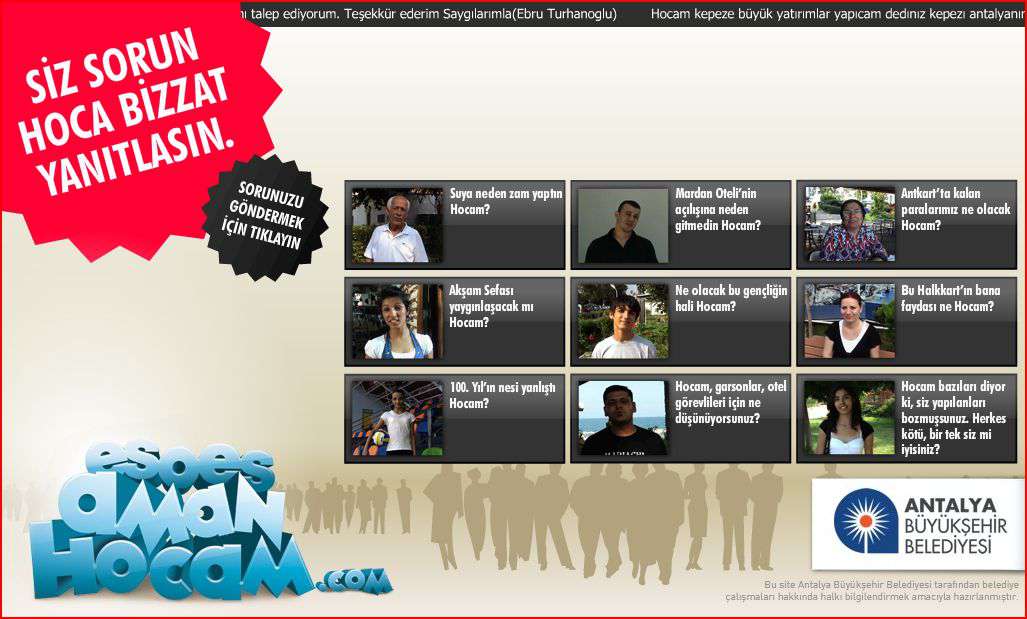 ı talep ediyorum. Teşekkür ederim Saygılarımla(Ebru Turhanoglu) Hocam kepeze büyük yatırımlar yapıcam dediniz kepezı antalyanır
SİZ SORUN
HOCA BİZZAT
YANITLASIN.
SORUNUZU
GÖNDERMEK
İÇİN TIKLAYIN
Suya neden zam yaptın
Hocam?
Mardan Oteli'nin
açılışına neden
gitmedin Hocam?
Antkart'ta kalan
paralarımız ne olacak
Hocam?
Akşam Sefası
yaygınlaşacak mı
Hocam?
Ne olacak bu gençliğin
hali Hocam?
Bu Halkkart'ın bana
faydası ne Hocam?
100. Yıl'ın nesi yanlıştı
Hocam?
Hocam, garsonlar, otel
görevlileri için ne
düşünüyorsunuz?
Hocam bazıları diyor
ki, siz yapılanları
bozmuşsunuz. Herkes
kötü, bir tek siz mi
iyisiniz?
esoes
aman
Hocam.com
ANTALYA
BÜYÜKŞEHİR
BELEDİYESİ
Bu site Antalya Büyükşehir Belediyesi tarafından belediye
çalışmaları hakkında halkı bilgilendirmek amacıyla hazırlanmıştır.